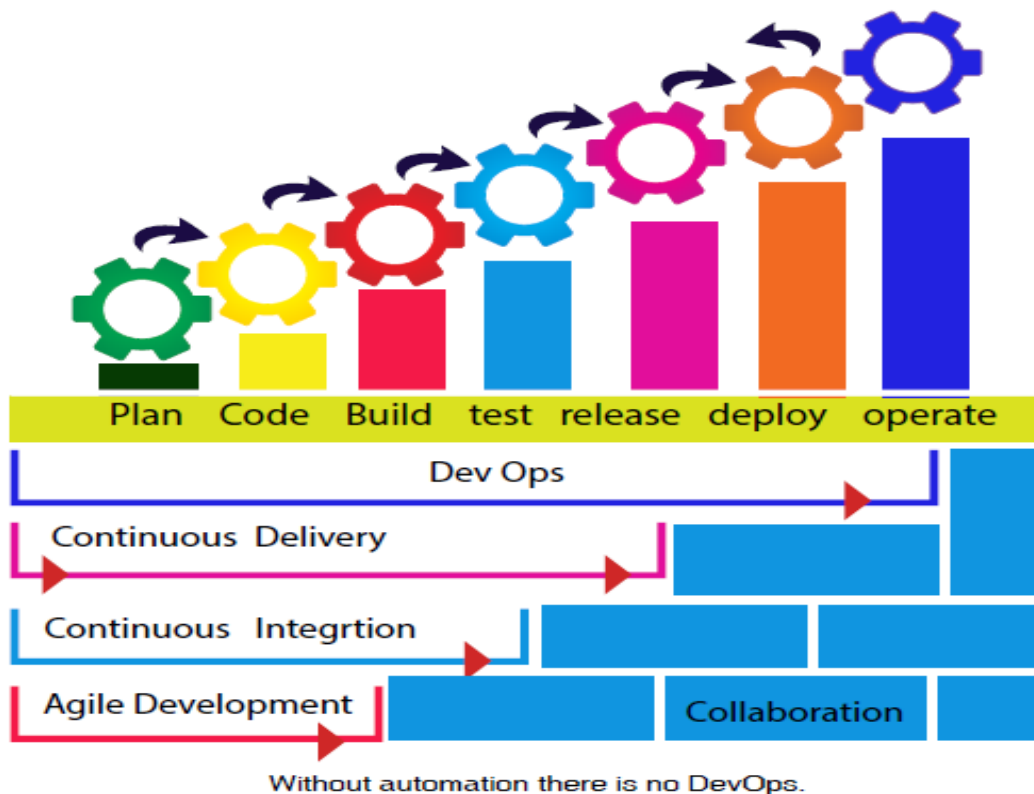 Plan Code Build test release deploy operate
Dev Ops
Continuous Delivery
Continuous Integrtion
Agile Development
Collaboration
Without automation there is no DevOps.